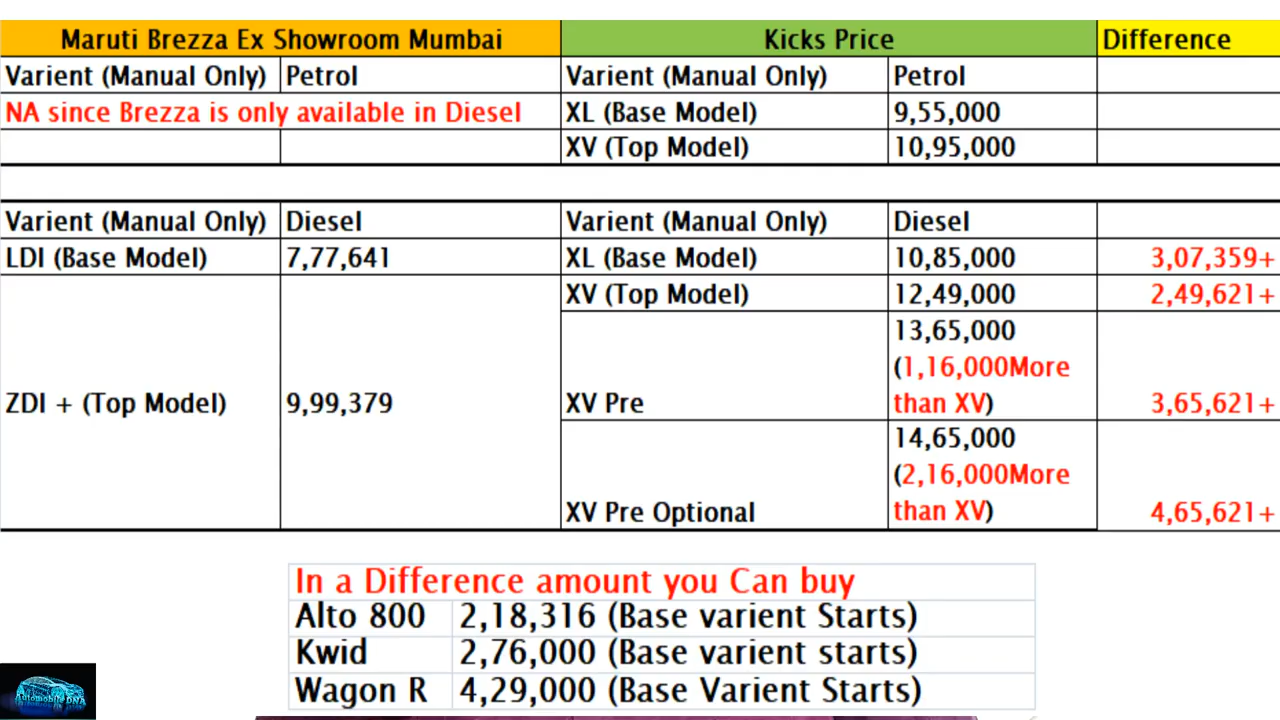 Maruti Brezza Ex Showroom Mumbai Kicks Price Difference
Varient (Manual Only) Petrol Varient (Manual Only) Petrol
NA since Brezza is only available in Diesel XL (Base Model) 9,55,000
XV (Top Model) 10,95,000
Varient (Manual Only) Diesel Varient (Manual Only) Diesel
LDI (Base Model) 7,77,641 XL (Base Model) 10,85,000 3,07,359+
XV (Top Model) 12,49,000 2,49,621+
13,65,000
(1,16,000More
ZDI + (Top Model) 9,99,379 XV Pre than XV) 3,65,621+
14,65,000
(2,16,000More
XV Pre Optional than XV) 4,65,621+
In a Difference amount you Can buy
Alto 800 2,18,316 (Base varient Starts)
Kwid 2,76,000 (Base varient starts)
Wagon R 4,29,000 (Base Varient Starts)
Automobile DNA